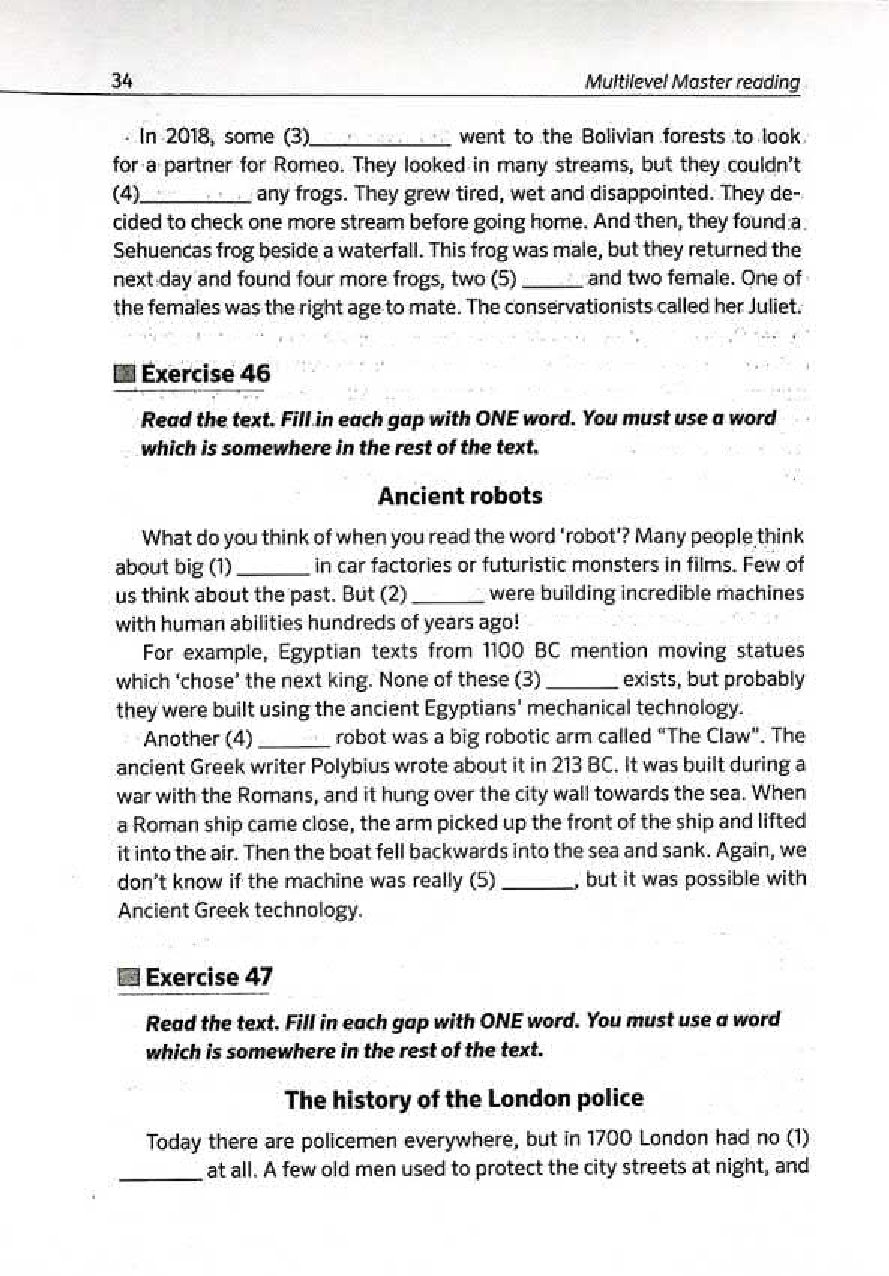 34 Multilevel Master reading
In 2018, some (3)____________ went to the Bolivian forests to look
for a partner for Romeo. They looked in many streams, but they couldn't
(4)__________ any frogs. They grew tired, wet and disappointed. They de-
cided to check one more stream before going home. And then, they found a
Sehuencas frog beside a waterfall. This frog was male, but they returned the
next day and found four more frogs, two (5) ______ and two female. One of
the females was the right age to mate. The conservationists called her Juliet.
Exercise 46
Read the text. Fill in each gap with ONE word. You must use a word
which is somewhere in the rest of the text.
Ancient robots
What do you think of when you read the word 'robot'? Many people think
about big (1) _______ in car factories or futuristic monsters in films. Few of
us think about the past. But (2) _______ were building incredible machines
with human abilities hundreds of years ago!
For example, Egyptian texts from 1100 BC mention moving statues
which 'chose' the next king. None of these (3) _______ exists, but probably
they were built using the ancient Egyptians' mechanical technology.
Another (4) _______ robot was a big robotic arm called "The Claw". The
ancient Greek writer Polybius wrote about it in 213 BC. It was built during a
war with the Romans, and it hung over the city wall towards the sea. When
a Roman ship came close, the arm picked up the front of the ship and lifted
it into the air. Then the boat fell backwards into the sea and sank. Again, we
don't know if the machine was really (5) _______, but it was possible with
Ancient Greek technology.
Exercise 47
Read the text. Fill in each gap with ONE word. You must use a word
which is somewhere in the rest of the text.
The history of the London police
Today there are policemen everywhere, but in 1700 London had no (1)
________ at all. A few old men used to protect the city streets at night, and